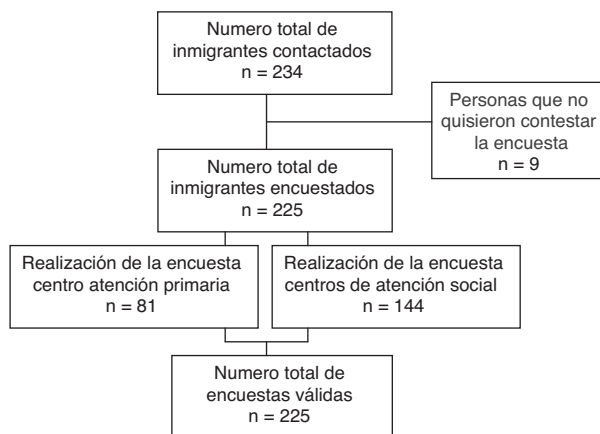 Numero total de
inmigrantes contactados
n = 234
Personas que no
quisieron contestar
la encuesta
n = 9
Numero total de
inmigrantes encuestados
n = 225
Realización de la encuesta
centro atención primaria
n = 81
Realización de la encuesta
centros de atención social
n = 144
Numero total de
encuestas válidas
n = 225